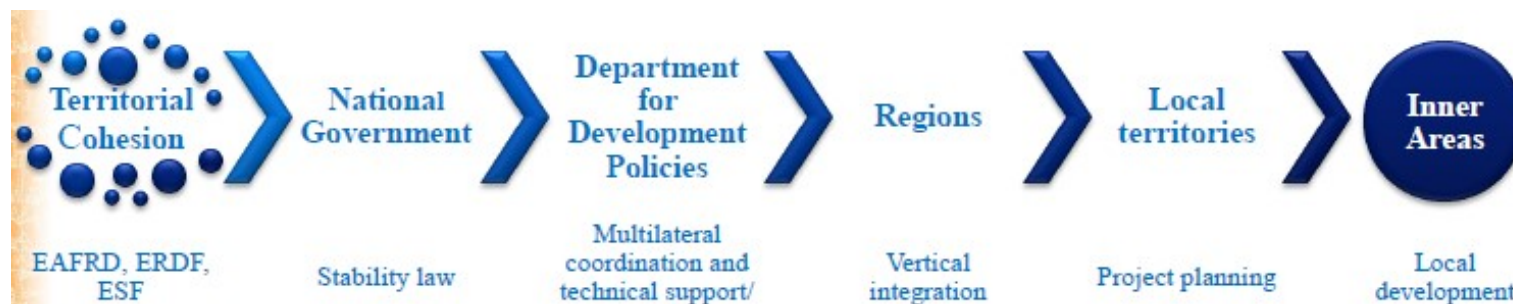 Territorial
Cohesion
National
Government
Department
for
Development
Policies
Regions
Local
territories
Inner
Areas
EAFRD, ERDF,
ESF
Stability law
Multilateral
coordination and
technical support/
Vertical
integration
Project planning
Local
development